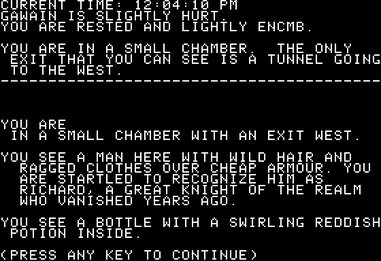 CURRENT TIME: 12:04:10 PM
GAWAIN IS SLIGHTLY HURT.
YOU ARE RESTED AND LIGHTLY ENCMB.
YOU ARE IN A SMALL CHAMBER. THE ONLY
EXIT THAT YOU CAN SEE IS A TUNNEL GOING
TO THE WEST.
----------------------------------------
YOU ARE
IN A SMALL CHAMBER WITH AN EXIT WEST.
YOU SEE A MAN HERE WITH WILD HAIR AND
RAGGED CLOTHES OVER CHEAP ARMOUR. YOU
ARE STARTLED TO RECOGNIZE HIM AS
RICHARD, A GREAT KNIGHT OF THE REALM
WHO VANISHED YEARS AGO.
YOU SEE A BOTTLE WITH A SWIRLING REDDISH
POTION INSIDE.
(PRESS ANY KEY TO CONTINUE)